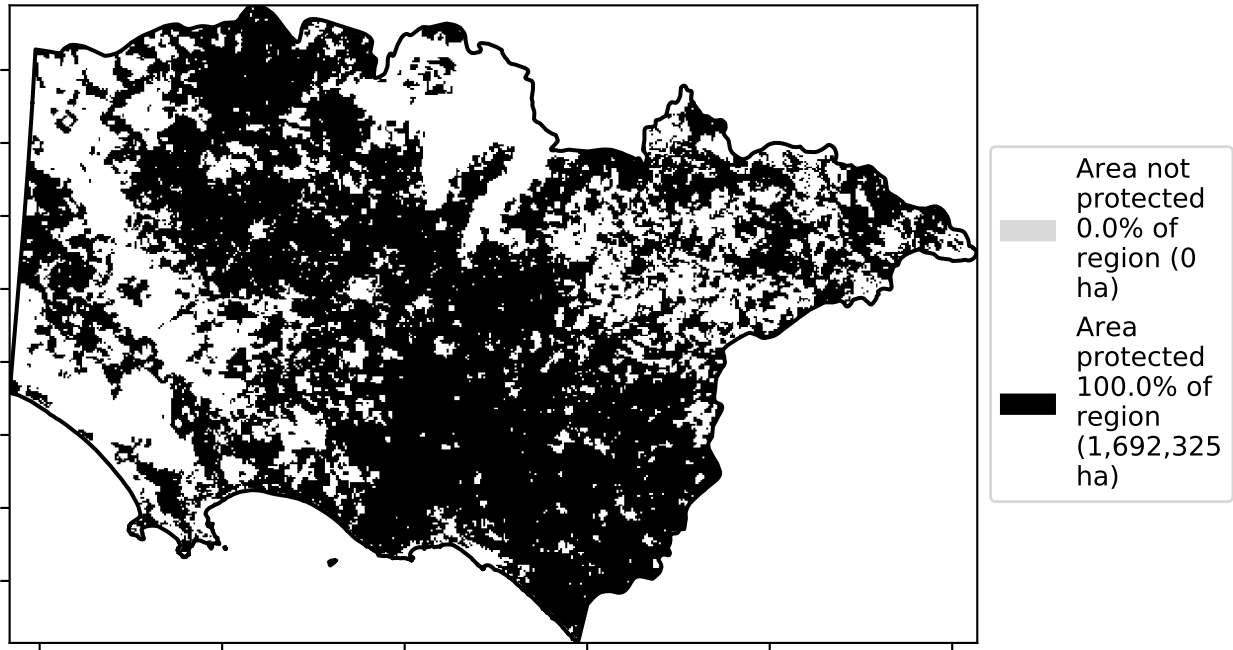 Area not
protected
0.0% of
region (0
ha)
Area
protected
100.0% of
region
(1,692,325
ha)